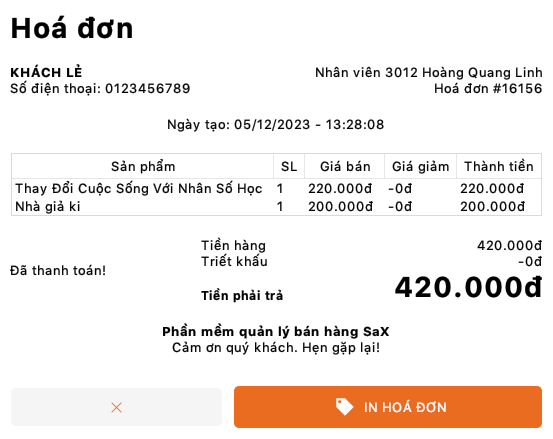 Hoá đơn
KHÁCH LẺ
Số điện thoại: 0123456789
Nhân viên 3012 Hoàng Quang Linh
Hoá đơn #16156
Ngày tạo: 05/12/2023 - 13:28:08
Sản phẩm SL Giá bán Giá giảm Thành tiền
Thay Đổi Cuộc Sống Với Nhân Số Học 1 220.000đ -0đ 220.000đ
Nhà giả ki 1 200.000đ -0đ 200.000đ
Đã thanh toán!
Tiền hàng 420.000đ
Triết khấu -0đ
Tiền phải trả 420.000đ
Phần mềm quản lý bán hàng SaX
Cảm ơn quý khách. Hẹn gặp lại!
IN HOÁ ĐƠN